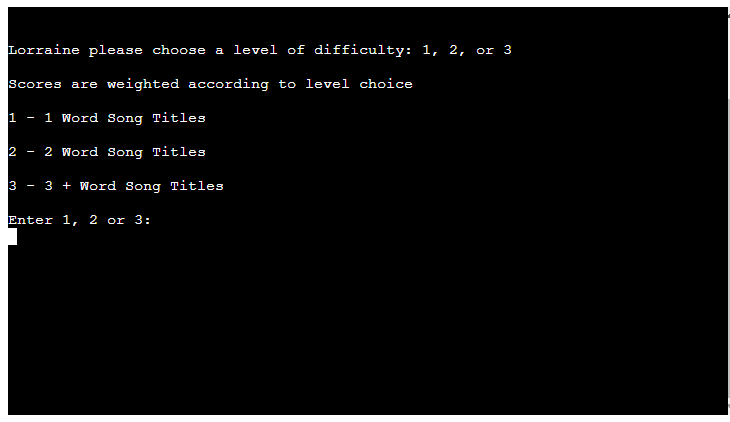 Lorraine please choose a level of difficulty: 1, 2, or 3
Scores are weighted according to level choice
1 - 1 Word Song Titles
2 - 2 Word Song Titles
3 - 3 + Word Song Titles
Enter 1, 2 or 3: